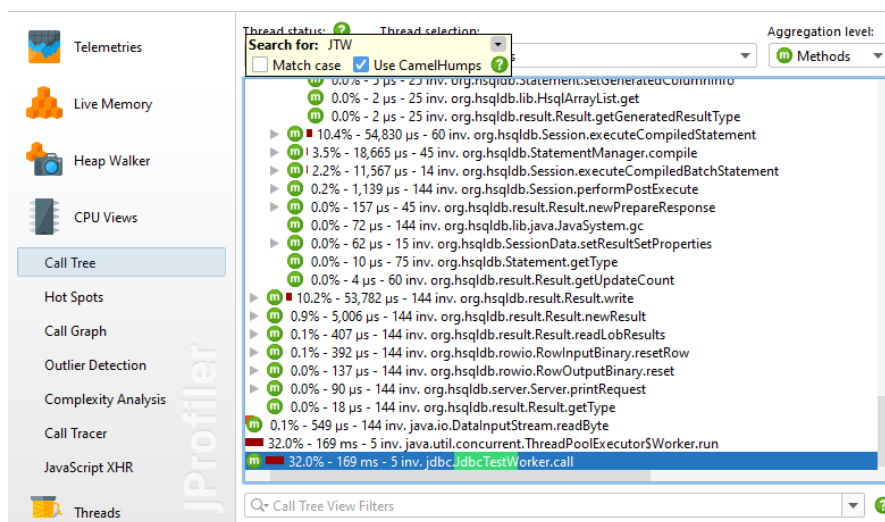 Thread status:
Thread selection:
Aggregation level:
Search for: JTW
Match case
Use CamelHumps
Methods
Telemetries
Live Memory
Heap Walker
CPU Views
Call Tree
Hot Spots
Call Graph
Outlier Detection
Complexity Analysis
Call Tracer
JavaScript XHR
Threads
JProfiler
0.0% - 5 µs - 25 inv. org.hsqldb.Statement.setGeneratedColumnInfo
0.0% - 2 µs - 25 inv. org.hsqldb.lib.HsqlArrayList.get
0.0% - 2 µs - 25 inv. org.hsqldb.result.Result.getGeneratedResultType
10.4% - 54,830 µs - 60 inv. org.hsqldb.Session.executeCompiledStatement
3.5% - 18,665 µs - 45 inv. org.hsqldb.StatementManager.compile
2.2% - 11,567 µs - 14 inv. org.hsqldb.Session.executeCompiledBatchStatement
0.2% - 1,139 µs - 144 inv. org.hsqldb.Session.performPostExecute
0.0% - 157 µs - 45 inv. org.hsqldb.result.Result.newPrepareResponse
0.0% - 72 µs - 144 inv. org.hsqldb.lib.java.JavaSystem.gc
0.0% - 62 µs - 15 inv. org.hsqldb.SessionData.setResultSetProperties
0.0% - 10 µs - 75 inv. org.hsqldb.Statement.getType
0.0% - 4 µs - 60 inv. org.hsqldb.result.Result.getUpdateCount
10.2% - 53,782 µs - 144 inv. org.hsqldb.result.Result.write
0.9% - 5,006 µs - 144 inv. org.hsqldb.result.Result.newResult
0.1% - 407 µs - 144 inv. org.hsqldb.result.Result.readLobResults
0.1% - 392 µs - 144 inv. org.hsqldb.rowio.RowInputBinary.resetRow
0.0% - 137 µs - 144 inv. org.hsqldb.rowio.RowOutputBinary.reset
0.0% - 90 µs - 144 inv. org.hsqldb.server.Server.printRequest
0.0% - 18 µs - 144 inv. org.hsqldb.result.Result.getType
0.1% - 549 µs - 144 inv. java.io.DataInputStream.readByte
32.0% - 169 ms - 5 inv. java.util.concurrent.ThreadPoolExecutor$Worker.run
32.0% - 169 ms - 5 inv. jdbc.JdbcTestWorker.call
Call Tree View Filters